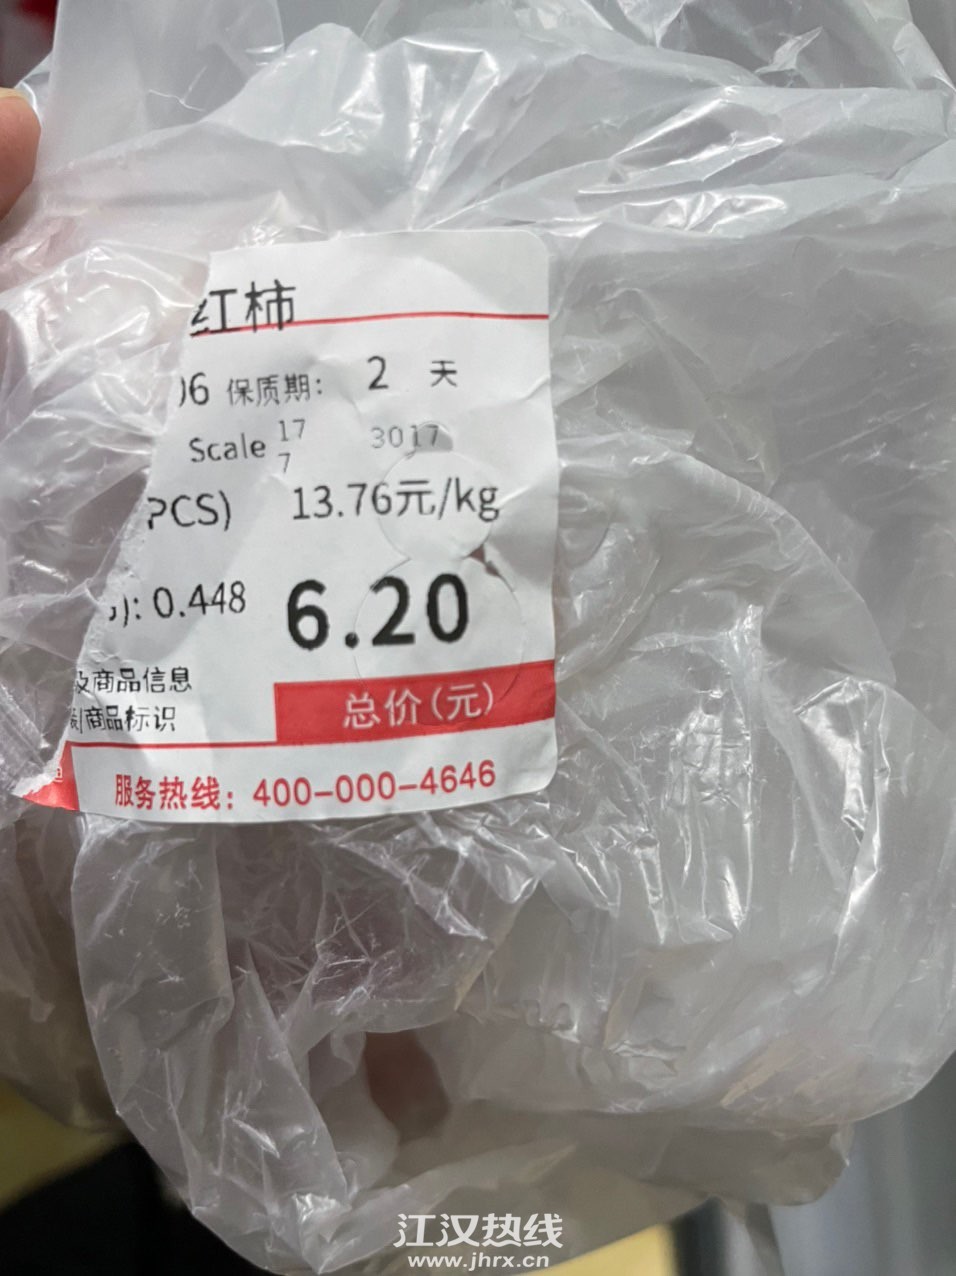 红柿
06 保质期: 2 天
Scale 17 3017
7
PCS) 13.76元/kg
): 0.448 6.20
及商品信息
商品标识 总价(元)
服务热线: 400-000-4646
江汉热线
www.jhrx.cn